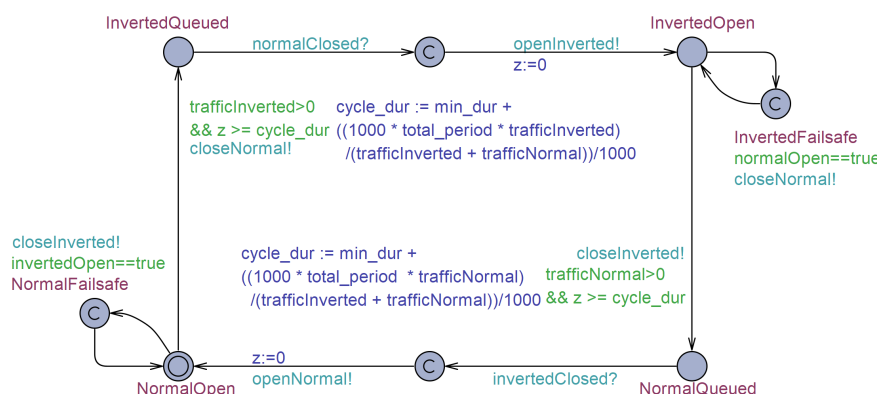 InvertedQueued
normalClosed?
C
openInverted!
z:=0
InvertedOpen
C
InvertedFailsafe
normalOpen==true
closeNormal!
trafficInverted>0
&& z >= cycle_dur
closeNormal!
cycle_dur := min_dur +
((1000 * total_period * trafficInverted)
/(trafficInverted + trafficNormal))/1000
closeInverted!
invertedOpen==true
NormalFailsafe
C
cycle_dur := min_dur +
((1000 * total_period * trafficNormal)
/(trafficInverted + trafficNormal))/1000
closeInverted!
trafficNormal>0
&& z >= cycle_dur
NormalOpen
z:=0
openNormal!
C
invertedClosed?
NormalQueued